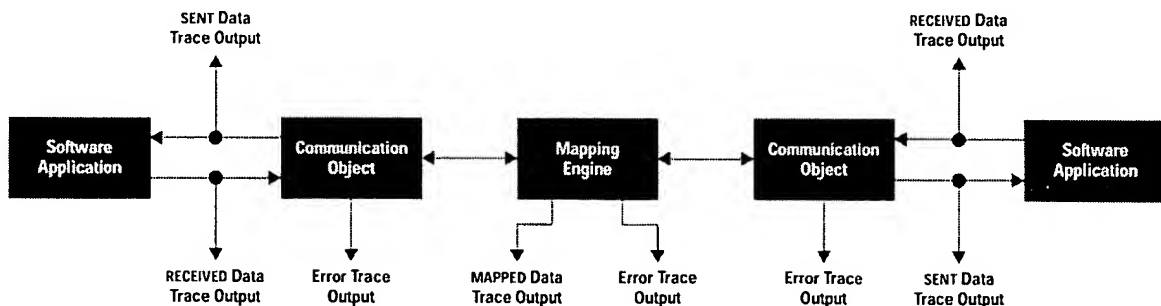 SENT Data
Trace Output
RECEIVED Data
Trace Output
Software
Application
Communication
Object
Mapping
Engine
Communication
Object
Software
Application
RECEIVED Data
Trace Output
Error Trace
Output
MAPPED Data
Trace Output
Error Trace
Output
Error Trace
Output
SENT Data
Trace Output